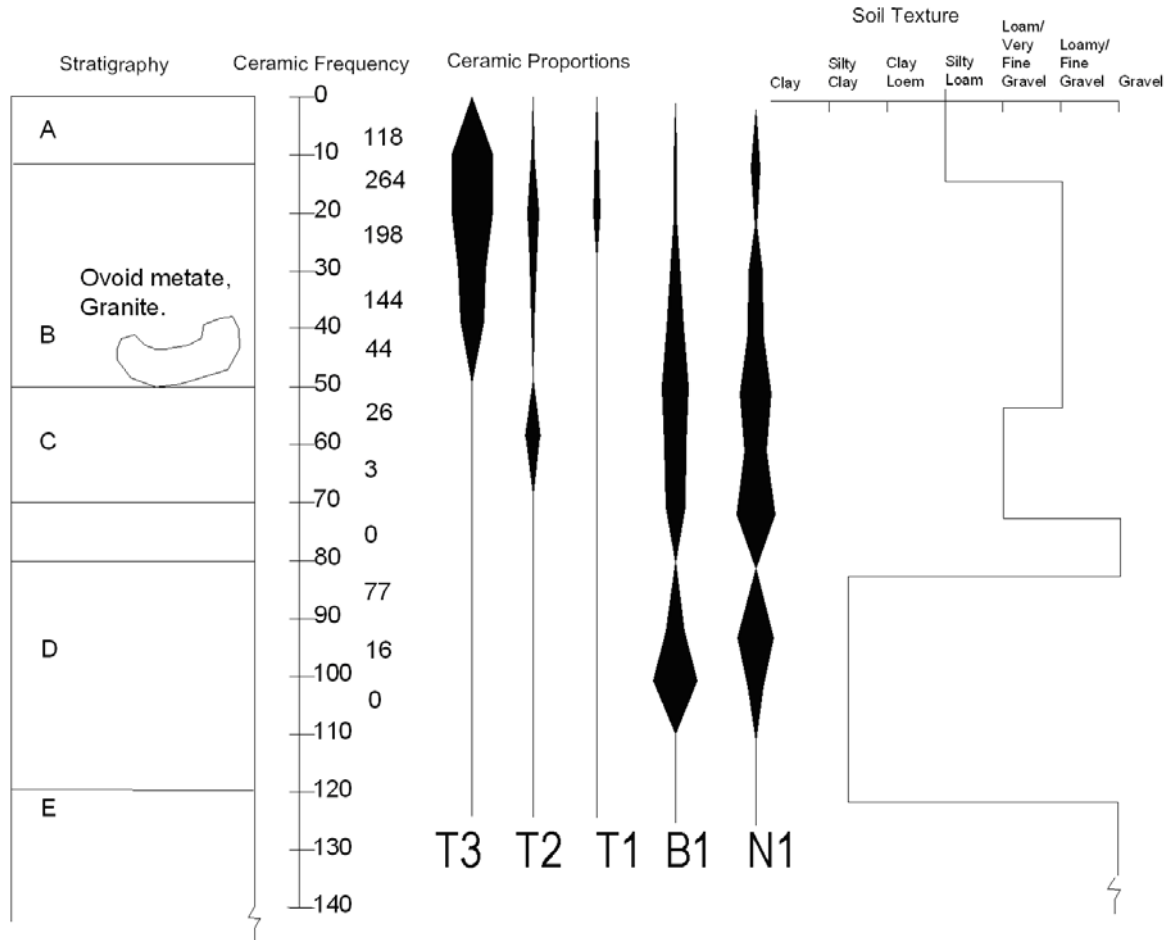 Soil Texture
Stratigraphy
Ceramic Frequency
Ceramic Proportions
Clay
Silty
Clay
Clay
Loem
Silty
Loam
Loam/
Very
Fine
Gravel
Loamy/
Fine
Gravel
Gravel
A
B
Ovoid metate,
Granite.
C
D
E
0
10
20
30
40
50
60
70
80
90
100
110
120
130
140
118
264
198
144
44
26
3
0
77
16
0
T3 T2 T1 B1 N1